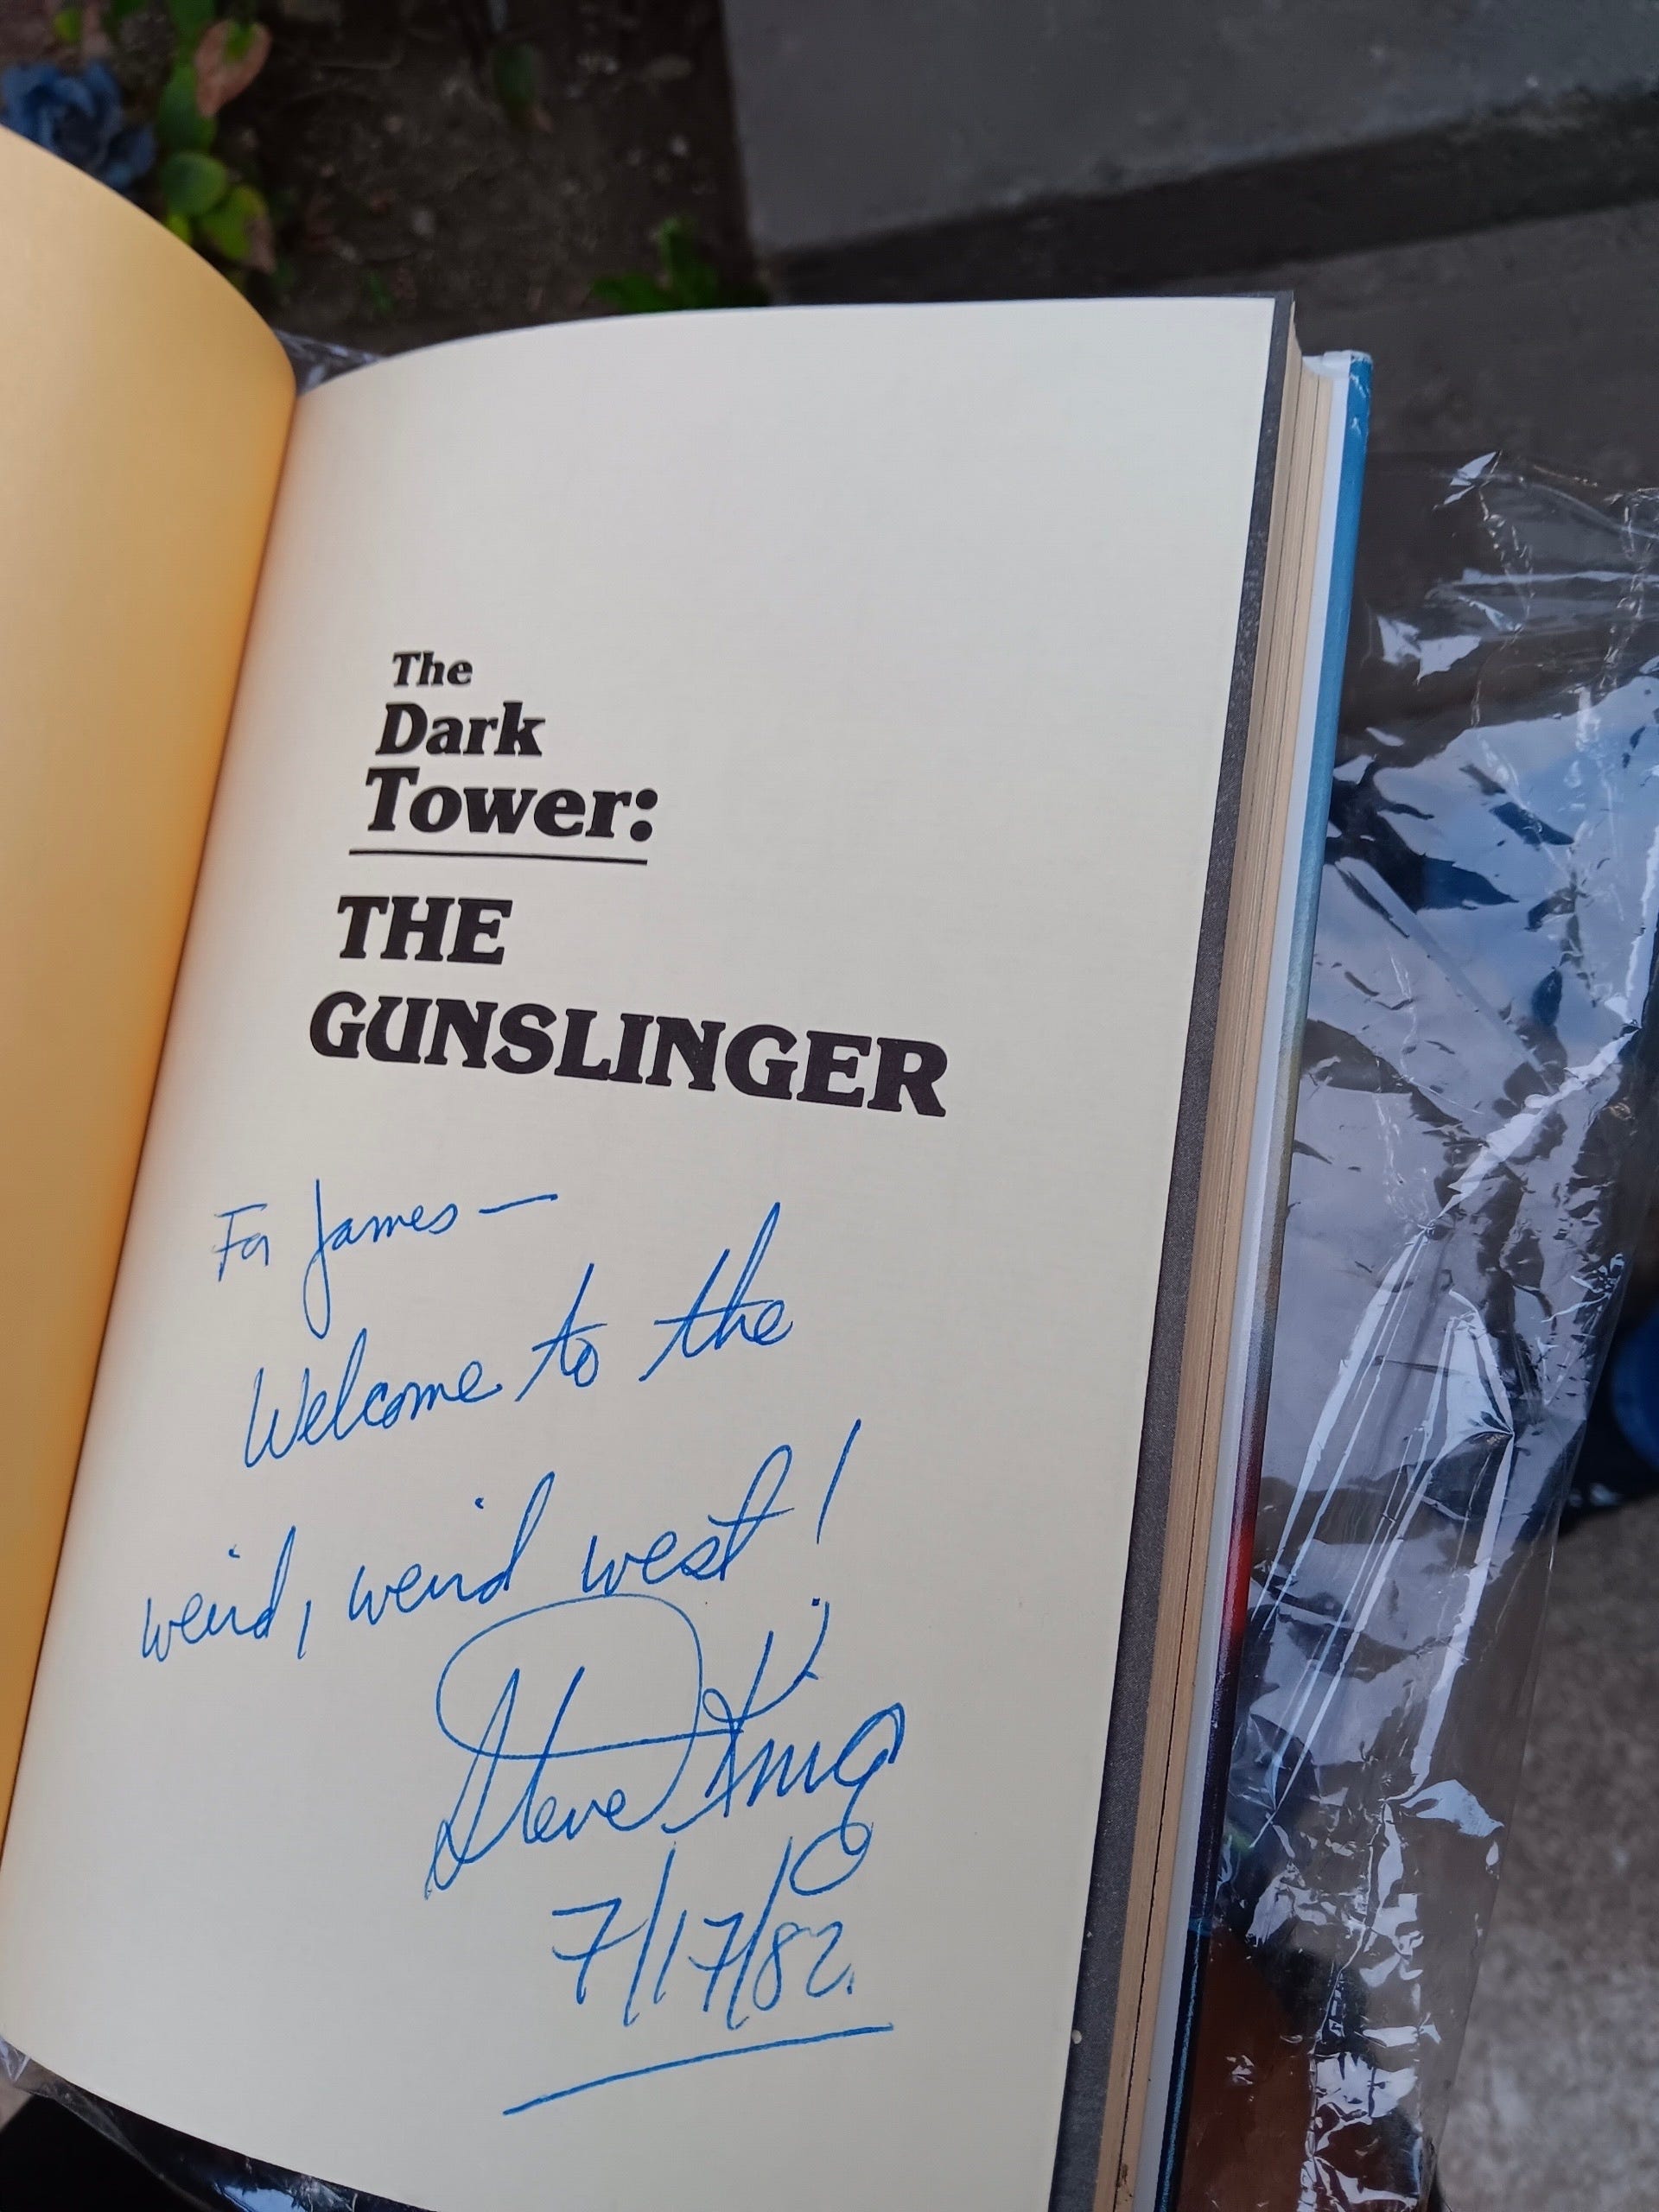 The
Dark
Tower:
THE
GUNSLINGER
For James —
Welcome to the
weird, weird west!
Steve King
7/17/82.